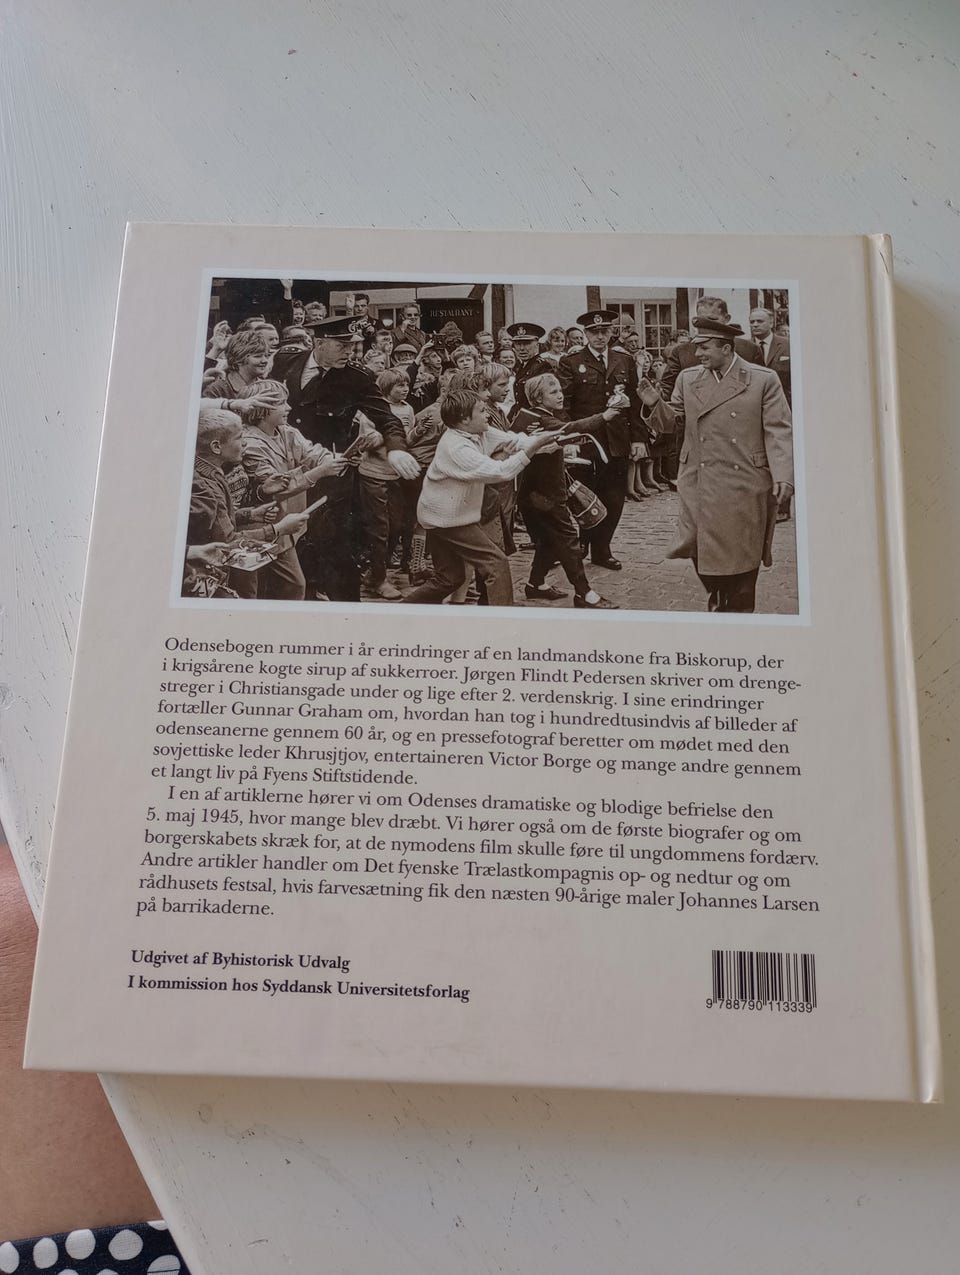 RESTAURANT
Odensebogen rummer i år erindringer af en landmandskone fra Biskorup, der
i krigsårene kogte sirup af sukkerroer. Jørgen Flindt Pedersen skriver om drenge-
streger i Christiansgade under og lige efter 2. verdenskrig. I sine erindringer
fortæller Gunnar Graham om, hvordan han tog i hundredtusindvis af billeder af
odenseanerne gennem 60 år, og en pressefotograf beretter om mødet med den
sovjettiske leder Khrusjtjov, entertaineren Victor Borge og mange andre gennem
et langt liv på Fyens Stiftstidende.
I en af artiklerne hører vi om Odenses dramatiske og blodige befrielse den
5. maj 1945, hvor mange blev dræbt. Vi hører også om de første biografer og om
borgerskabets skræk for, at de nymodens film skulle føre til ungdommens fordærv.
Andre artikler handler om Det fyenske Trælastkompagnis op- og nedtur og om
rådhusets festsal, hvis farvesætning fik den næsten 90-årige maler Johannes Larsen
på barrikaderne.
Udgivet af Byhistorisk Udvalg
I kommission hos Syddansk Universitetsforlag
9 788790 113339